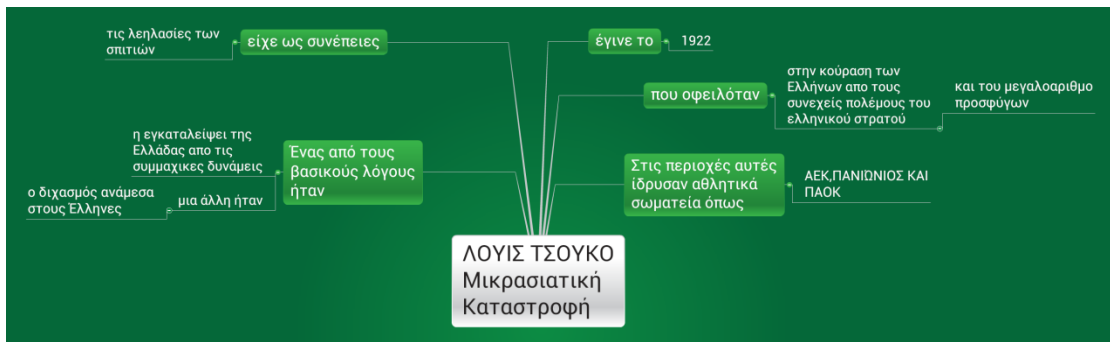 τις λεηλασίες των
σπιτιών
είχε ως συνέπειες
έγινε το
1922
που οφειλόταν
στην κούραση των
Ελλήνων απο τους
συνεχείς πολέμους του
ελληνικού στρατού
και του μεγαλοαριθμο
προσφύγων
η εγκαταλείψει της
Ελλάδας απο τις
συμμαχικες δυνάμεις
Ένας από τους
βασικούς λόγους
ήταν
ο διχασμός ανάμεσα
στους Έλληνες
μια άλλη ήταν
Στις περιοχές αυτές
ίδρυσαν αθλητικά
σωματεία όπως
ΑΕΚ,ΠΑΝΙΏΝΙΟΣ ΚΑΙ
ΠΑΟΚ
ΛΟΥΙΣ ΤΣΟΥΚΟ
Μικρασιατική
Καταστροφή